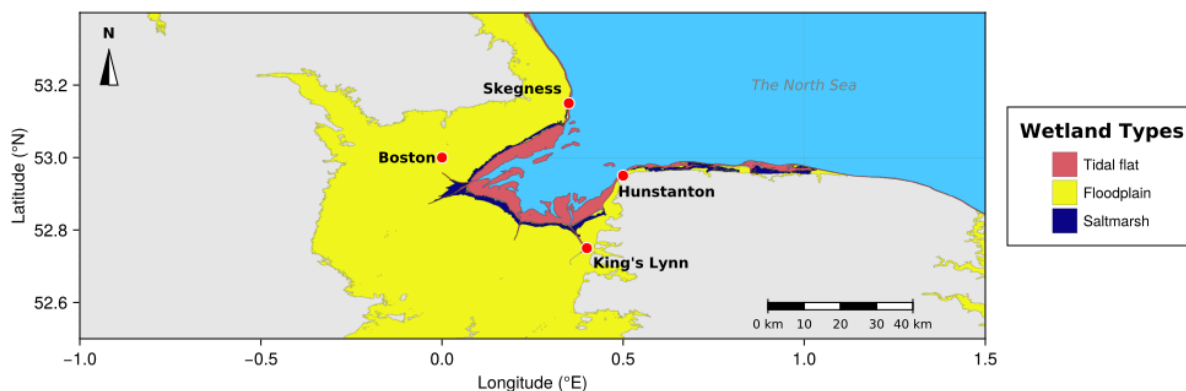 N
Skegness
The North Sea
Boston
Hunstanton
King's Lynn
0 km 10 20 30 40 km
53.2
53.0
52.8
52.6
Latitude (°N)
−1.0 −0.5 0.0 0.5 1.0 1.5
Longitude (°E)
Wetland Types
Tidal flat
Floodplain
Saltmarsh